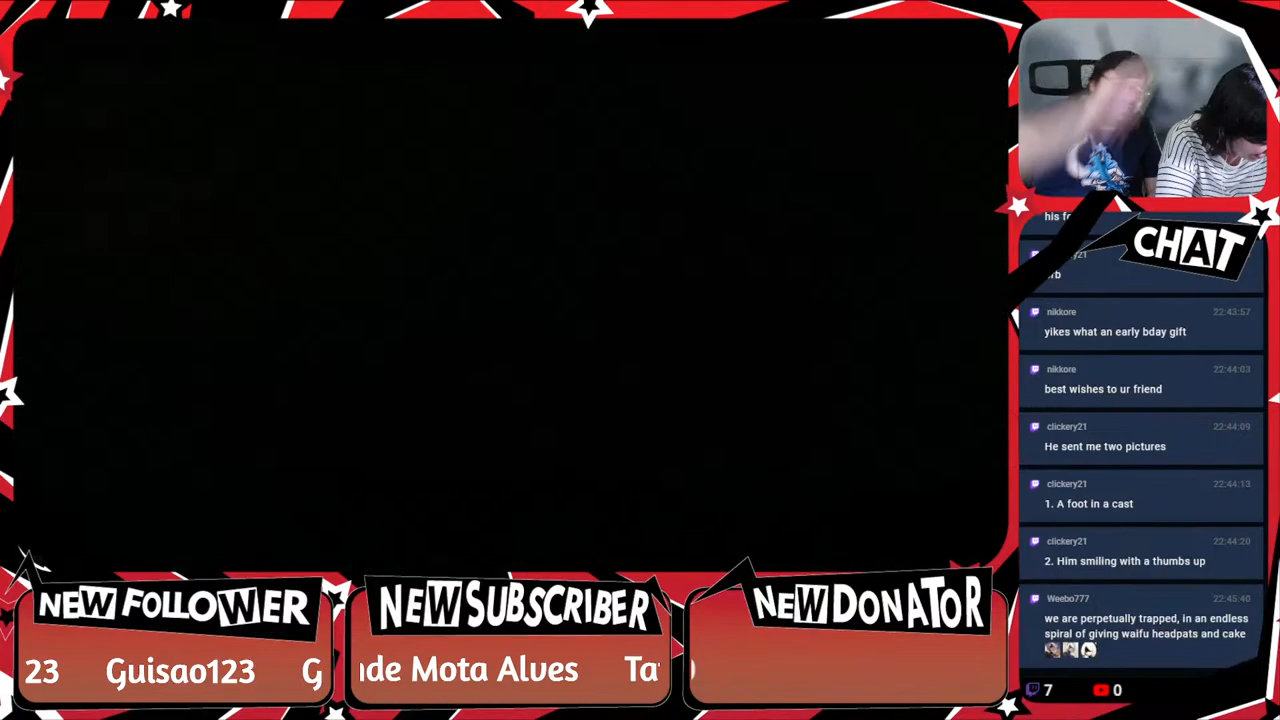 his
CHAT
nikkore 22:43:57
yikes what an early bday gift
nikkore 22:44:03
best wishes to ur friend
clickery21 22:44:09
He sent me two pictures
clickery21 22:44:13
1. A foot in a cast
clickery21 22:44:20
2. Him smiling with a thumbs up
Weebo777 22:45:40
we are perpetually trapped, in an endless
spiral of giving waifu headpats and cake
7 0
NEW FOLLOWER
23 Guisao123 G
NEW SUBSCRIBER
de Mota Alves Ta
NEW DONATOR